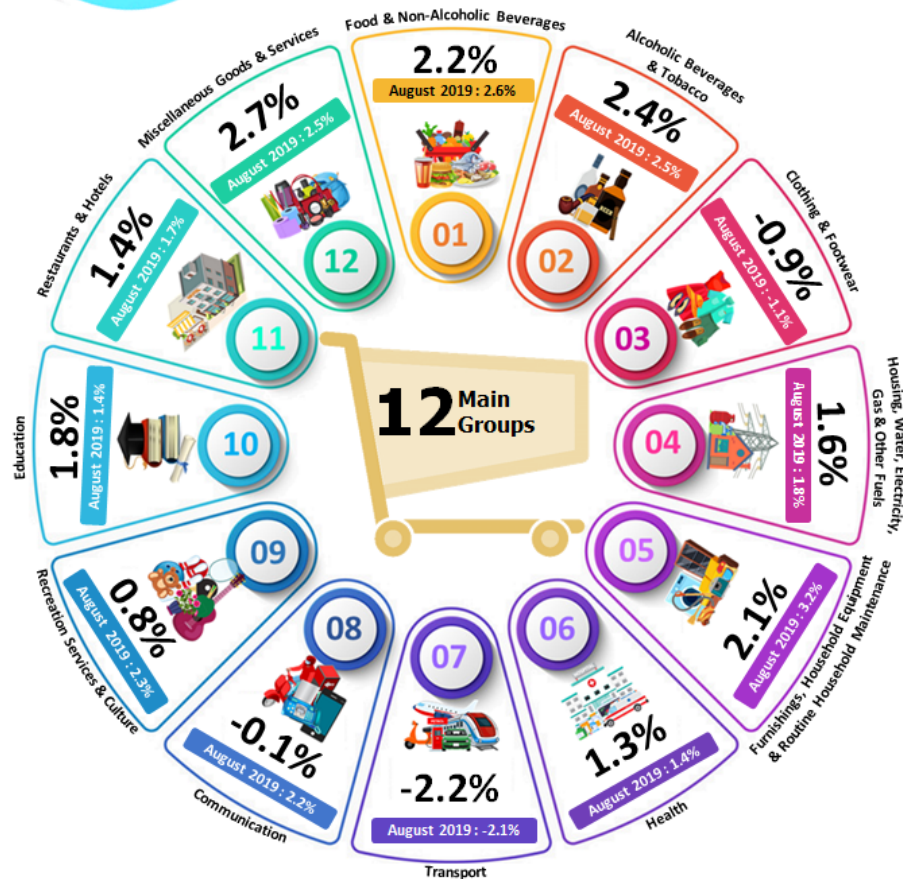 Food & Non-Alcoholic Beverages
2.2%
August 2019 : 2.6%
01
Alcoholic Beverages
& Tobacco
2.4%
August 2019 : 2.5%
BEER
02
Clothing & Footwear
-0.9%
August 2019 : -1.1%
03
Housing, Water, Electricity,
Gas & Other Fuels
1.6%
August 2019 : 1.8%
04
Furnishings, Household Equipment
& Routine Household Maintenance
2.1%
August 2019 : 3.2%
05
Health
1.3%
August 2019 : 1.4%
06
Transport
-2.2%
August 2019 : -2.1%
07
Communication
-0.1%
August 2019 : 2.2%
08
Recreation Services & Culture
0.8%
August 2019 : 2.3%
09
Education
1.8%
August 2019 : 1.4%
10
Restaurants & Hotels
1.4%
August 2019 : 1.7%
11
Miscellaneous Goods & Services
2.7%
August 2019 : 2.5%
12
12 Main
Groups